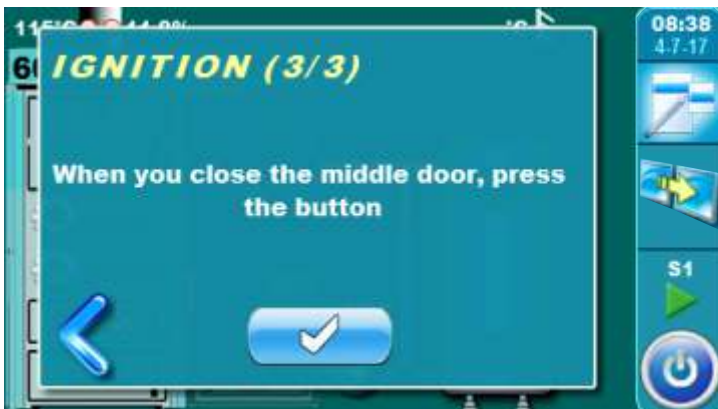 IGNITION (3/3)
When you close the middle door, press
the button
08:38
4-7-17
S1